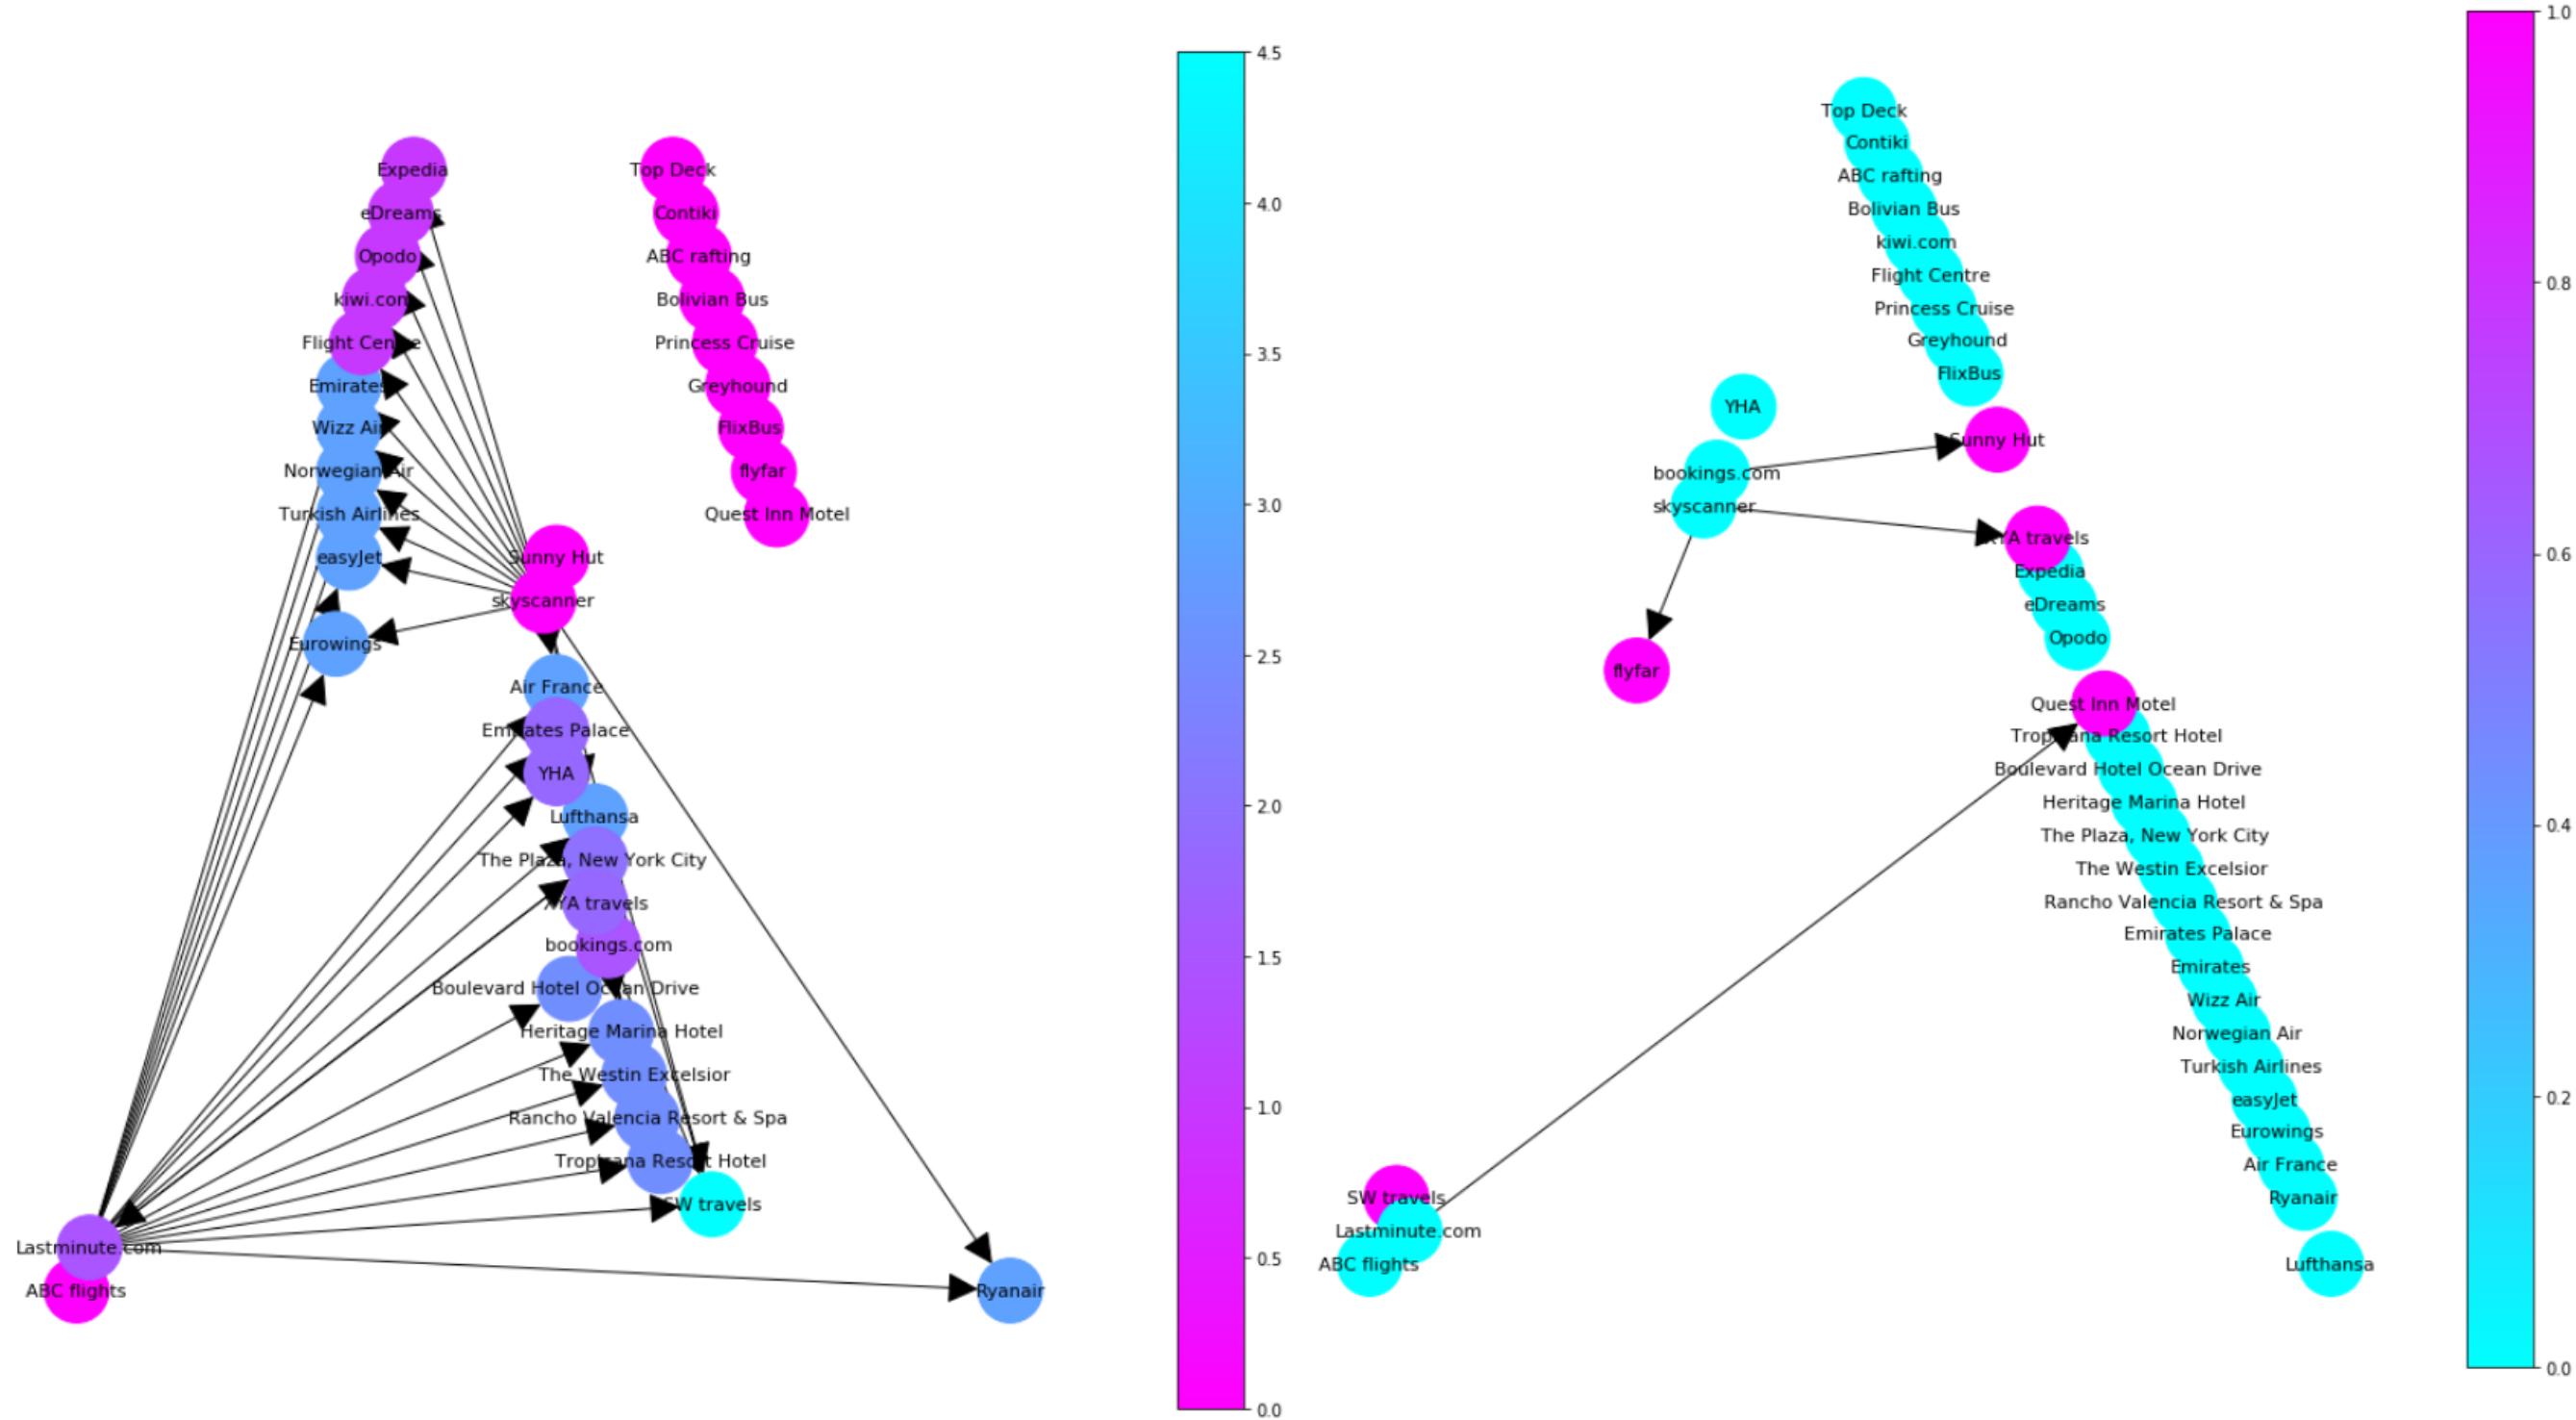 Expedia
eDreams
Opodo
kiwi.com
Flight Centre
Emirates
Wizz Air
Norwegian Air
Turkish Airlines
easyJet
Eurowings
Top Deck
Contiki
ABC rafting
Bolivian Bus
Princess Cruise
Greyhound
FlixBus
flyfar
Quest Inn Motel
Sunny Hut
skyscanner
Air France
Emirates Palace
YHA
Lufthansa
The Plaza, New York City
XYA travels
bookings.com
Boulevard Hotel Ocean Drive
Heritage Marina Hotel
The Westin Excelsior
Rancho Valencia Resort & Spa
Tropicana Resort Hotel
SW travels
Lastminute.com
ABC flights
Ryanair
4.5
4.0
3.5
3.0
2.5
2.0
1.5
1.0
0.5
0.0
Top Deck
Contiki
ABC rafting
Bolivian Bus
kiwi.com
Flight Centre
Princess Cruise
Greyhound
FlixBus
YHA
Sunny Hut
bookings.com
skyscanner
XYA travels
Expedia
eDreams
Opodo
flyfar
Quest Inn Motel
Tropicana Resort Hotel
Boulevard Hotel Ocean Drive
Heritage Marina Hotel
The Plaza, New York City
The Westin Excelsior
Rancho Valencia Resort & Spa
Emirates Palace
Emirates
Wizz Air
Norwegian Air
Turkish Airlines
easyJet
Eurowings
Air France
Ryanair
Lufthansa
SW travels
Lastminute.com
ABC flights
1.0
0.8
0.6
0.4
0.2
0.0